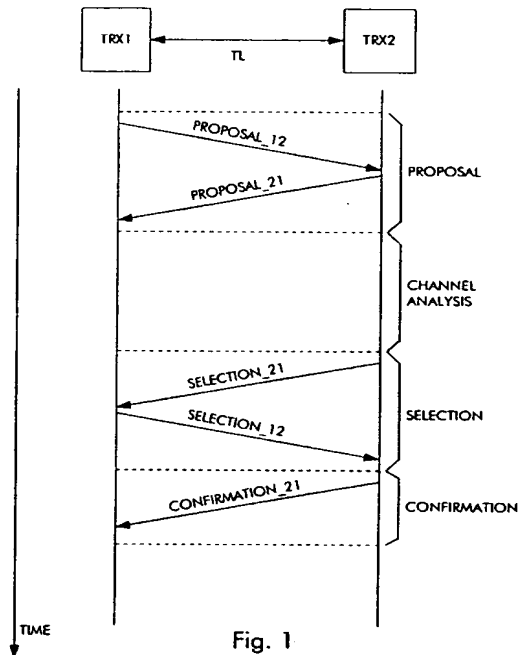 TRX1
TRX2
TL
PROPOSAL_12
PROPOSAL_21
PROPOSAL
CHANNEL
ANALYSIS
SELECTION_21
SELECTION_12
SELECTION
CONFIRMATION_21
CONFIRMATION
TIME
Fig. 1